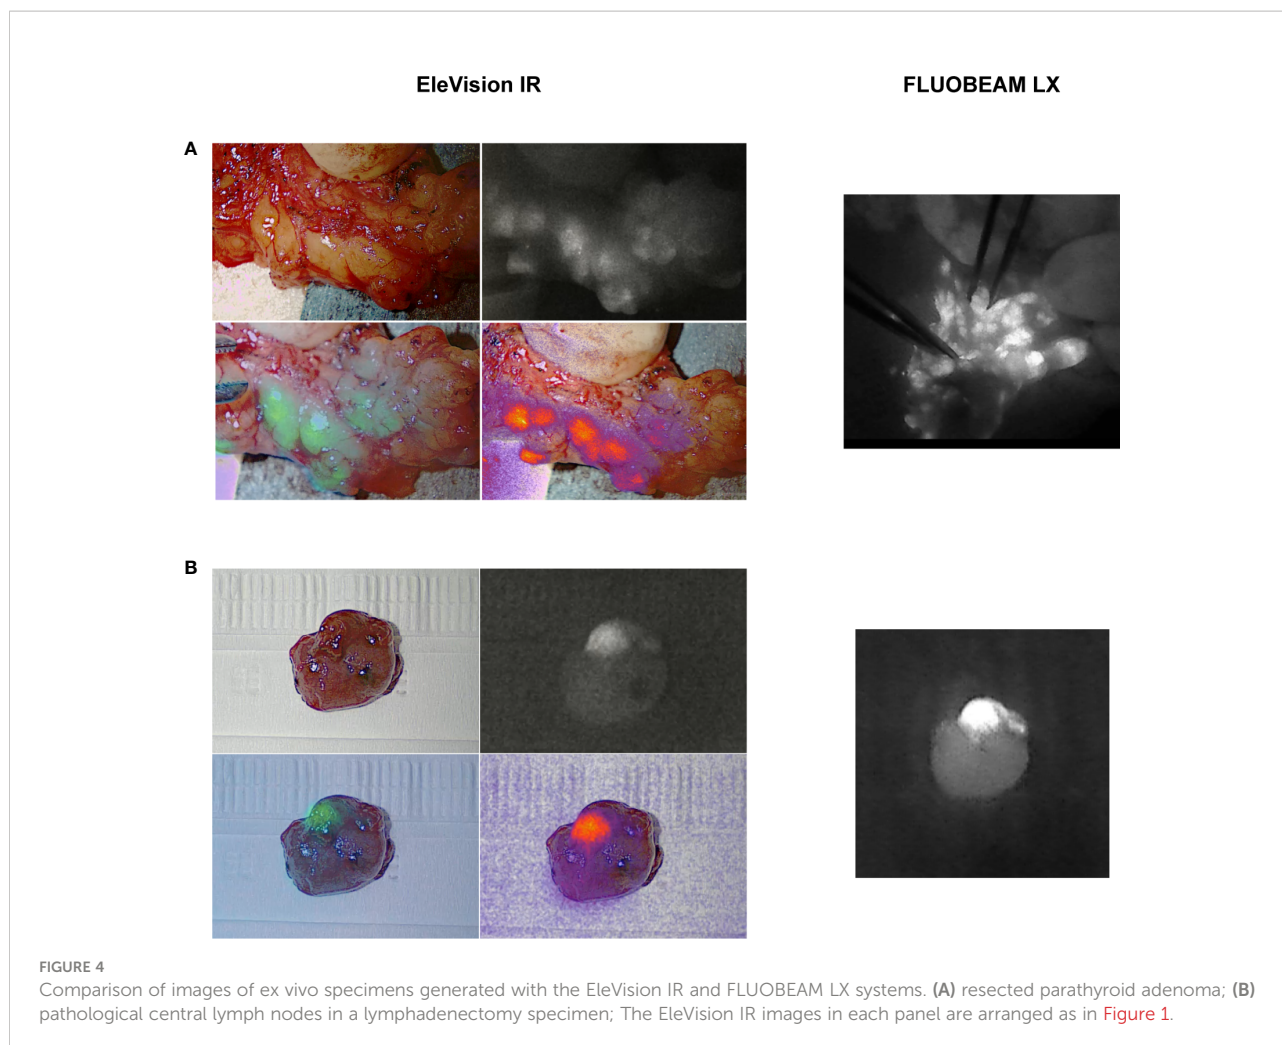 EleVision IR
FLUOBEAM LX
A
B
FIGURE 4
Comparison of images of ex vivo specimens generated with the EleVision IR and FLUOBEAM LX systems. (A) resected parathyroid adenoma; (B)
pathological central lymph nodes in a lymphadenectomy specimen; The EleVision IR images in each panel are arranged as in Figure 1.